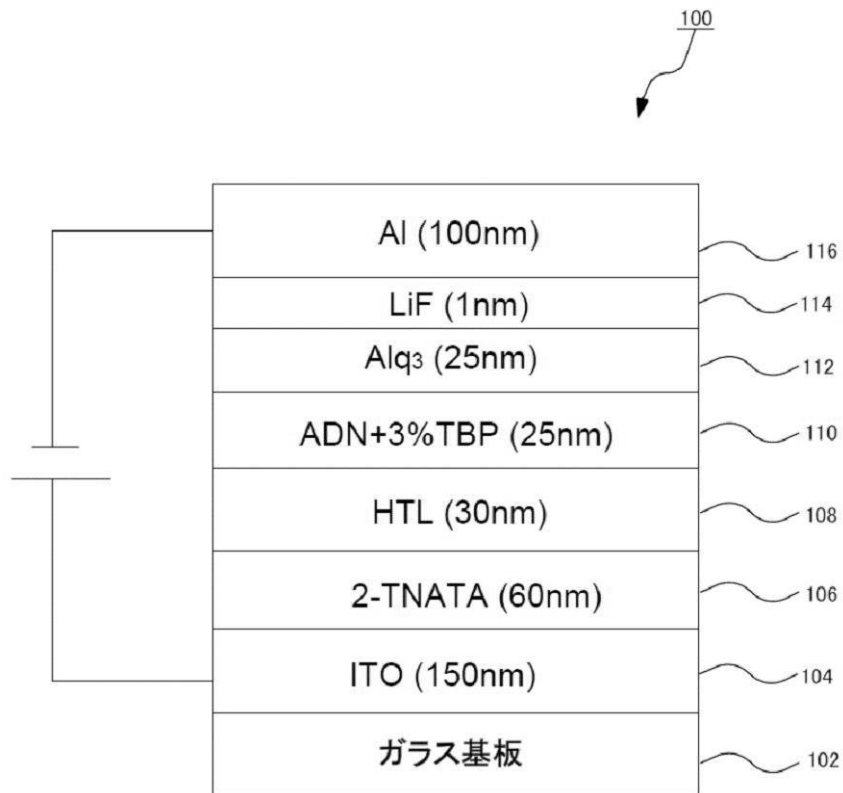 100
Al (100nm)
116
LiF (1nm)
114
Alq₃ (25nm)
112
ADN+3%TBP (25nm)
110
HTL (30nm)
108
2-TNATA (60nm)
106
ITO (150nm)
104
ガラス基板
102